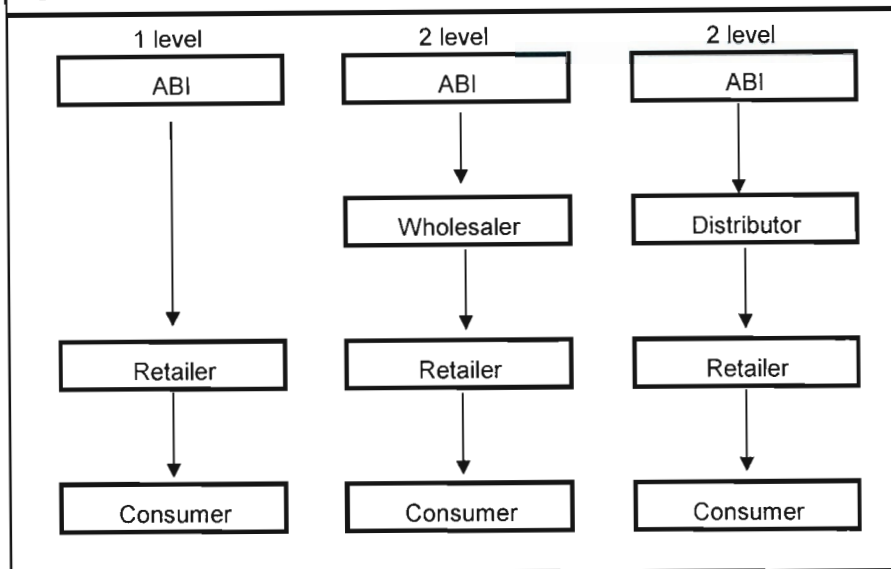 1 level 2 level 2 level
ABI ABI ABI
Wholesaler Distributor
Retailer Retailer Retailer
Consumer Consumer Consumer